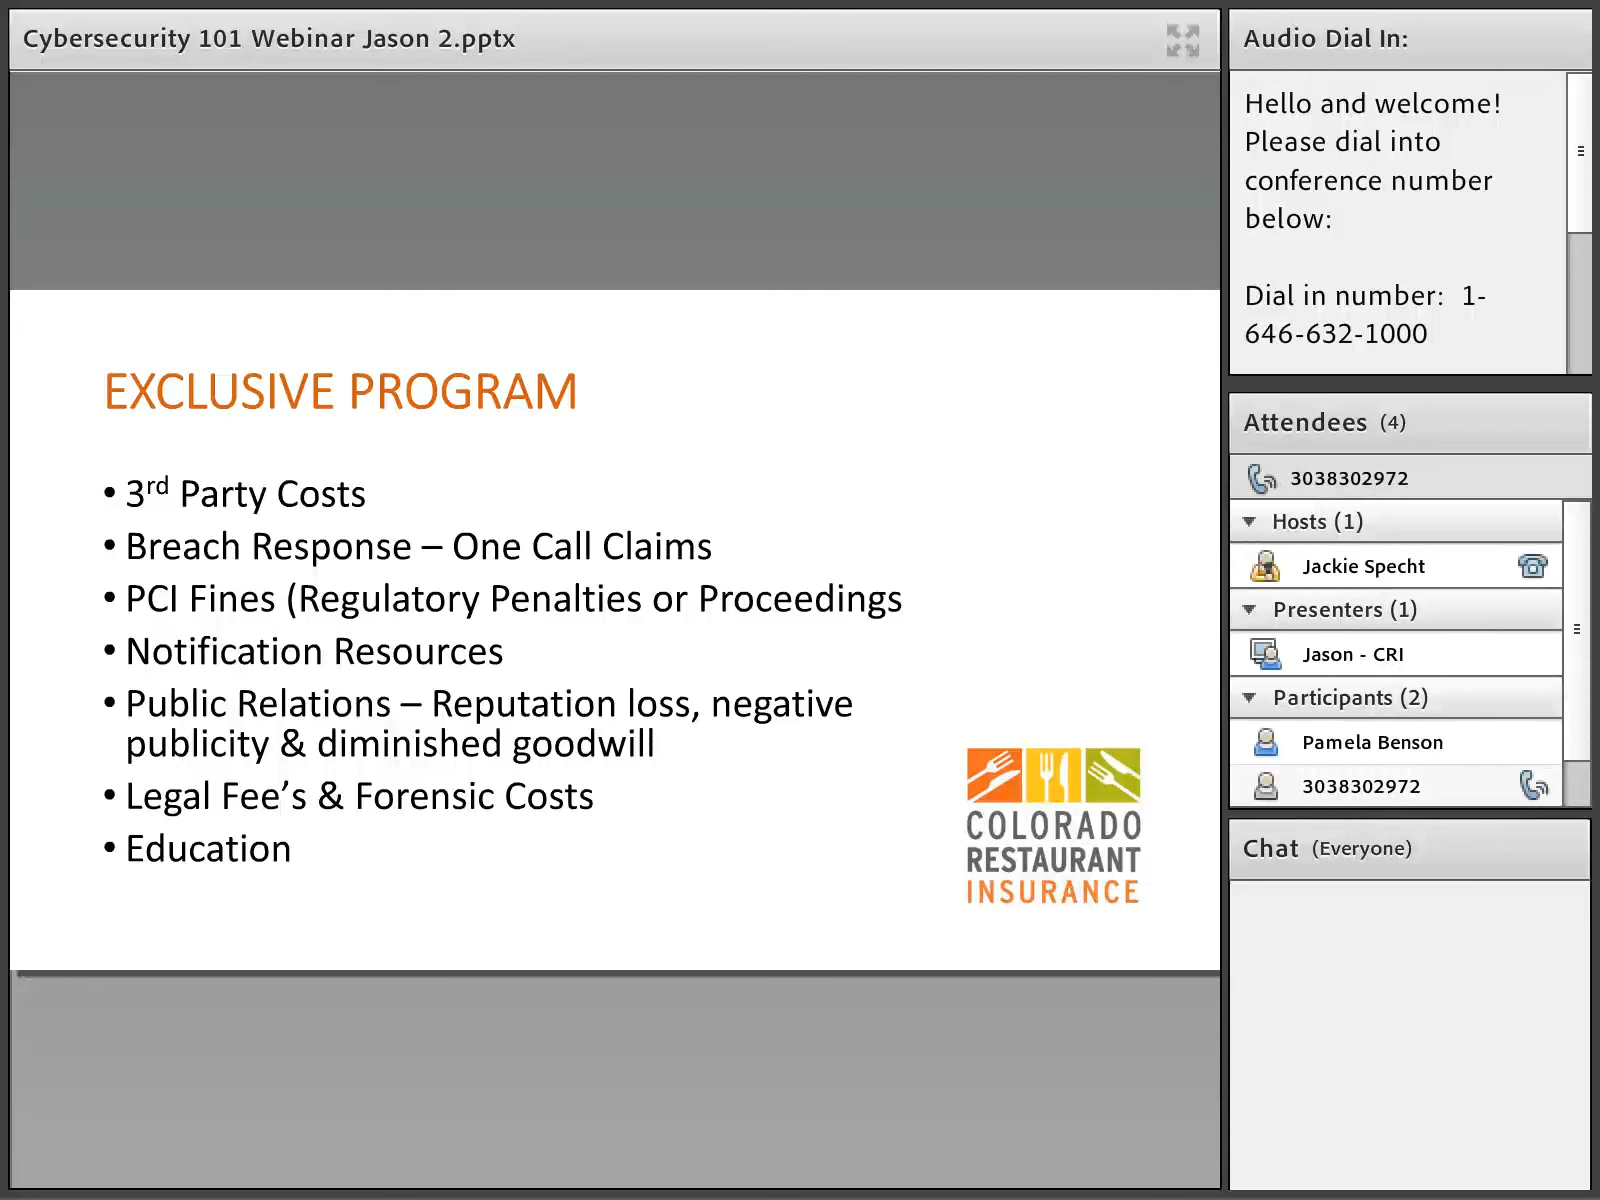 Cybersecurity 101 Webinar Jason 2.pptx
EXCLUSIVE PROGRAM
• 3rd Party Costs
• Breach Response – One Call Claims
• PCI Fines (Regulatory Penalties or Proceedings
• Notification Resources
• Public Relations – Reputation loss, negative
publicity & diminished goodwill
• Legal Fee’s & Forensic Costs
• Education
COLORADO
RESTAURANT
INSURANCE
Audio Dial In:
Hello and welcome!
Please dial into
conference number
below:
Dial in number:  1-
646-632-1000
Attendees (4)
3038302972
Hosts (1)
Jackie Specht
Presenters (1)
Jason - CRI
Participants (2)
Pamela Benson
3038302972
Chat (Everyone)